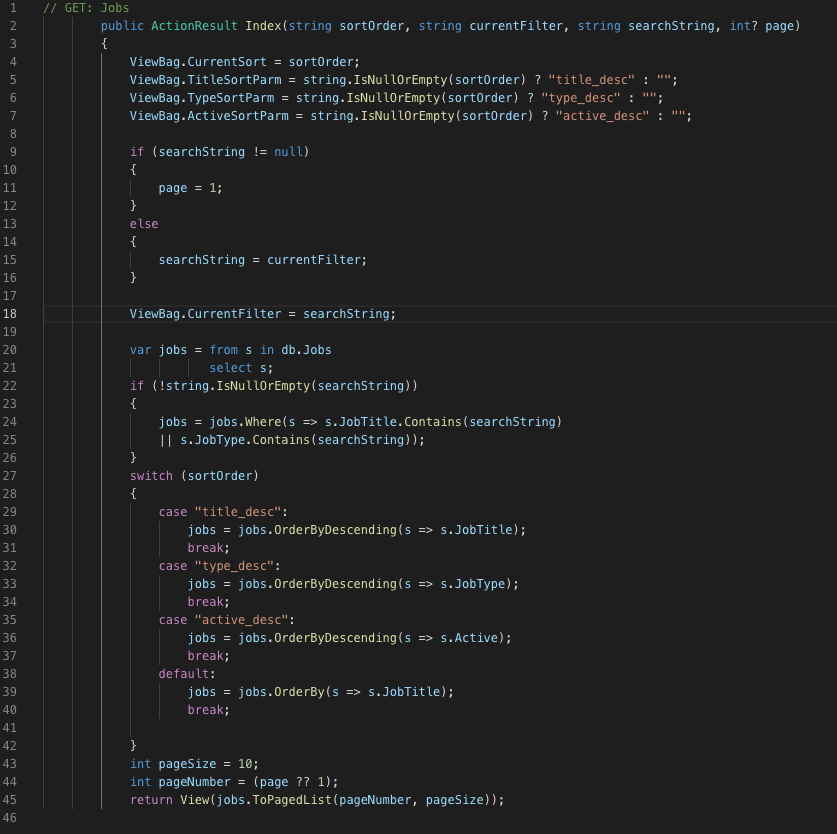 1 // GET: Jobs
2 public ActionResult Index(string sortOrder, string currentFilter, string searchString, int? page)
3 {
4 ViewBag.CurrentSort = sortOrder;
5 ViewBag.TitleSortParm = string.IsNullOrEmpty(sortOrder) ? "title_desc" : "";
6 ViewBag.TypeSortParm = string.IsNullOrEmpty(sortOrder) ? "type_desc" : "";
7 ViewBag.ActiveSortParm = string.IsNullOrEmpty(sortOrder) ? "active_desc" : "";
8
9 if (searchString != null)
10 {
11 page = 1;
12 }
13 else
14 {
15 searchString = currentFilter;
16 }
17
18 ViewBag.CurrentFilter = searchString;
19
20 var jobs = from s in db.Jobs
21 select s;
22 if (!string.IsNullOrEmpty(searchString))
23 {
24 jobs = jobs.Where(s => s.JobTitle.Contains(searchString)
25 || s.JobType.Contains(searchString));
26 }
27 switch (sortOrder)
28 {
29 case "title_desc":
30 jobs = jobs.OrderByDescending(s => s.JobTitle);
31 break;
32 case "type_desc":
33 jobs = jobs.OrderByDescending(s => s.JobType);
34 break;
35 case "active_desc":
36 jobs = jobs.OrderByDescending(s => s.Active);
37 break;
38 default:
39 jobs = jobs.OrderBy(s => s.JobTitle);
40 break;
41
42 }
43 int pageSize = 10;
44 int pageNumber = (page ?? 1);
45 return View(jobs.ToPagedList(pageNumber, pageSize));
46